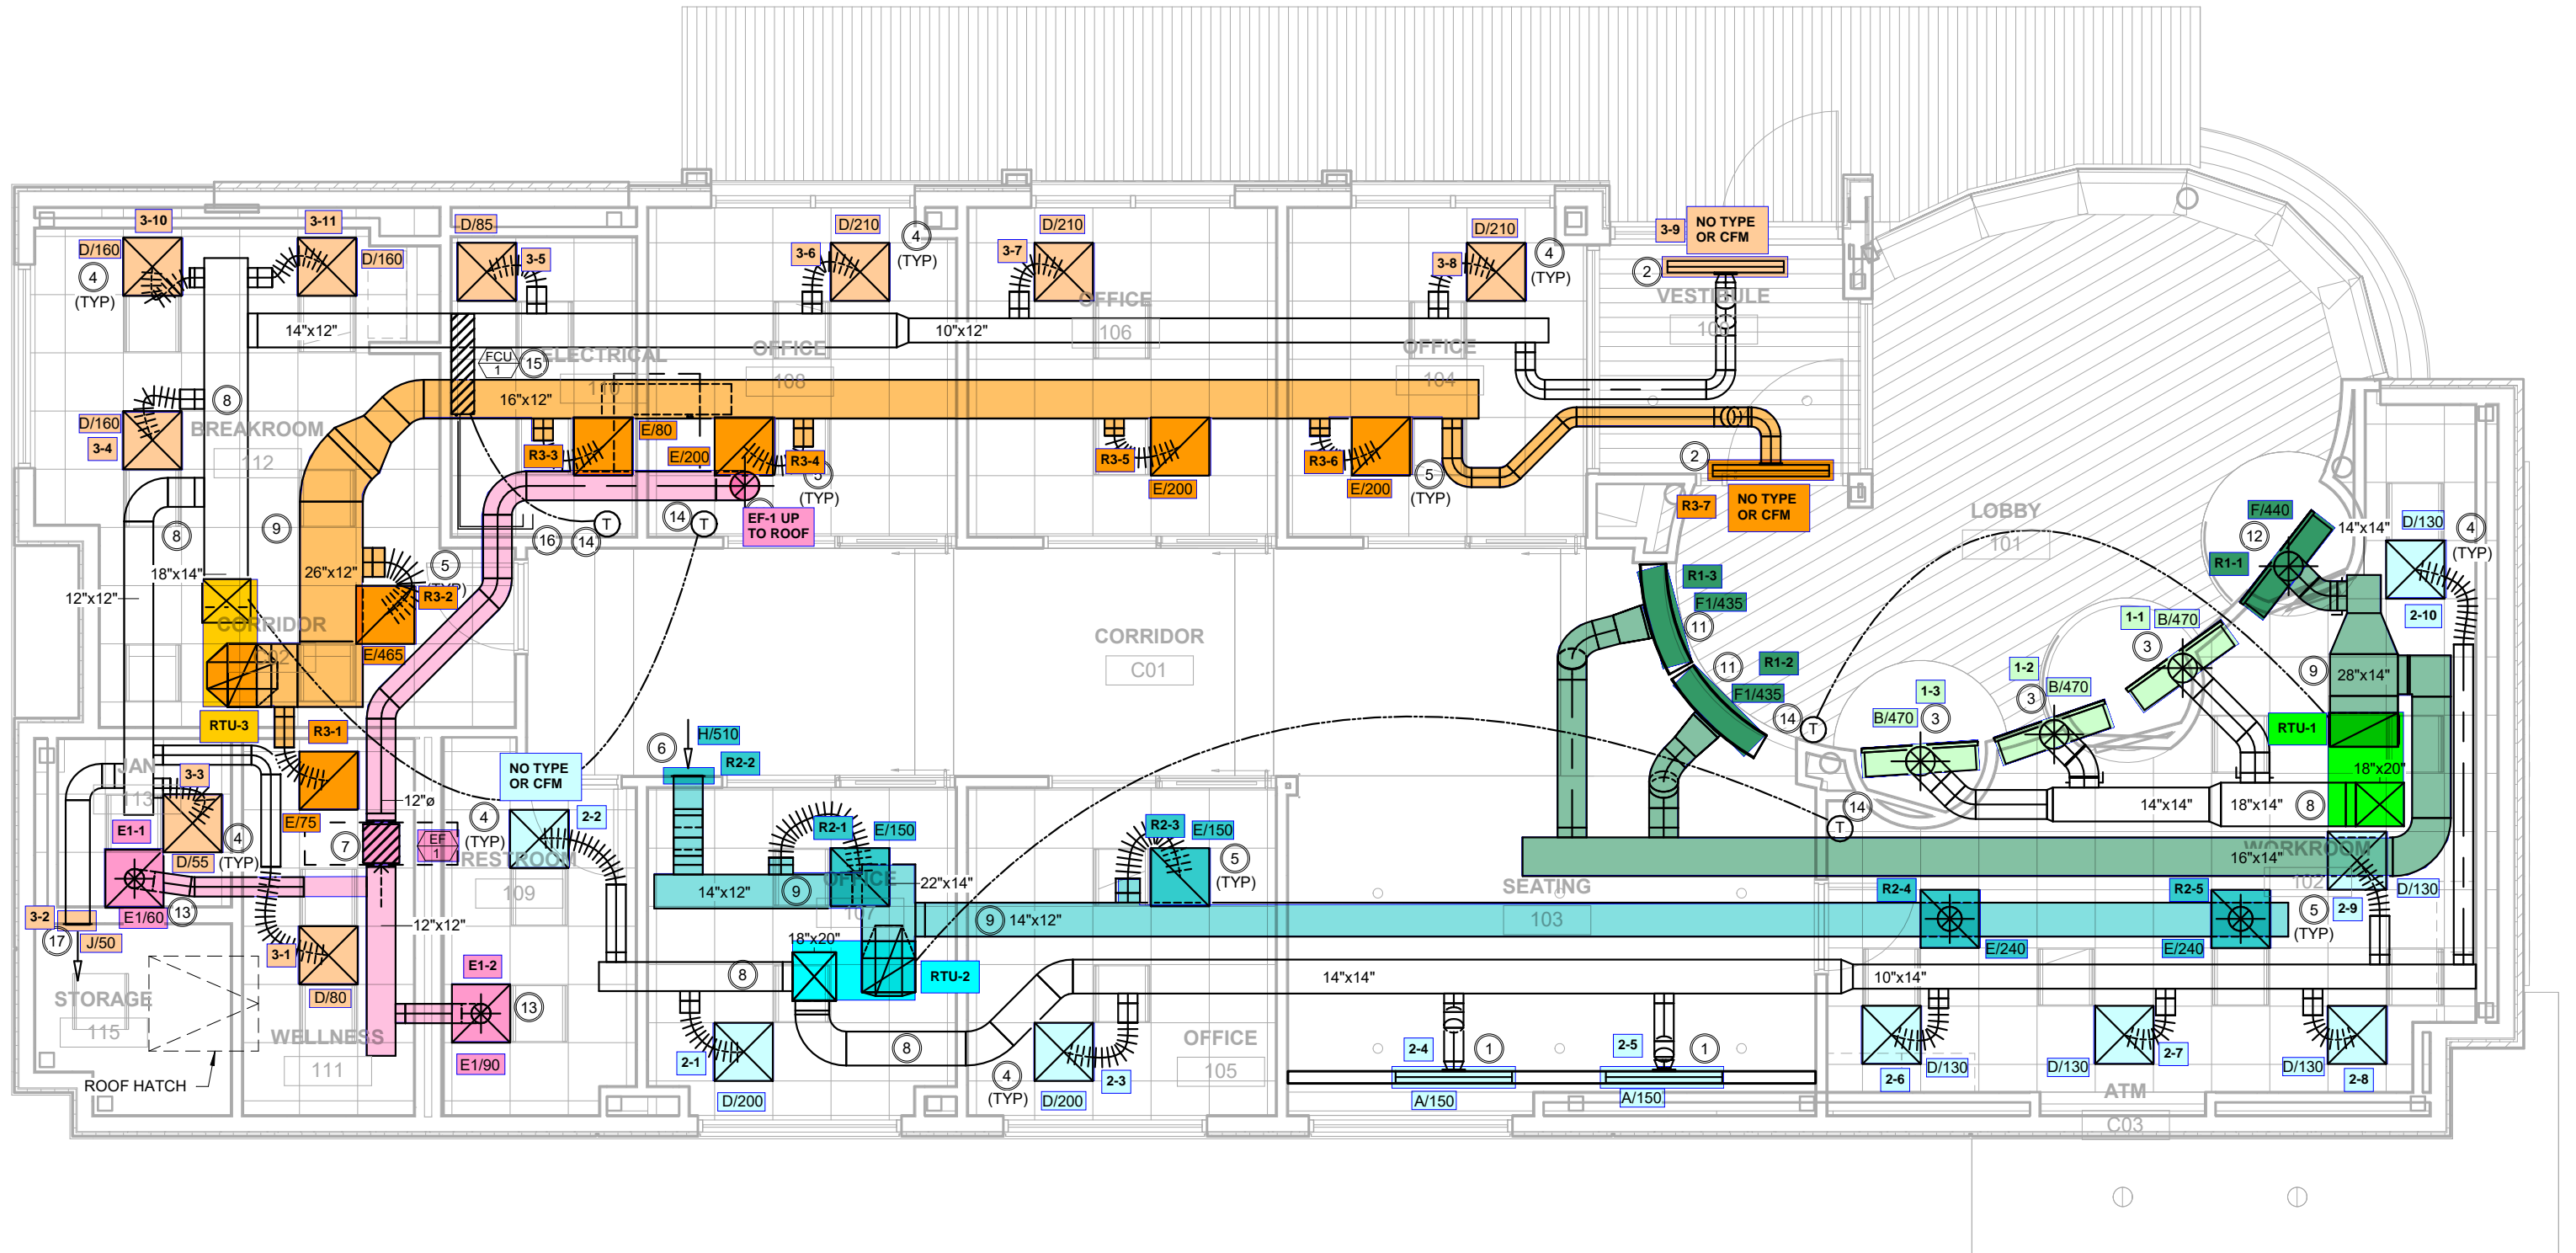 3-10
3-11
D/85
D/210
4
(TYP)
D/210
D/210
3-9
NO TYPE
OR CFM
D/160
4
(TYP)
D/160
3-5
3-6
3-7
3-8
4
(TYP)
2
VESTIBULE
OFFICE
106
14"x12"
10"x12"
FCU
1
15
ELECTRICAL
110
OFFICE
108
OFFICE
104
8
16"x12"
D/160
3-4
BREAKROOM
112
R3-3
E/80
E/200
R3-4
5
(TYP)
R3-5
E/200
R3-6
E/200
5
(TYP)
2
R3-7
NO TYPE
OR CFM
LOBBY
101
F/440
12
14"x14"
D/130
4
(TYP)
8
9
16
14
T
14
T
EF-1 UP
TO ROOF
18"x14"
26"x12"
5
R3-2
12"x12"
R1-3
F1/435
11
R1-1
2-10
CORRIDOR
C02
E/465
CORRIDOR
C01
11
R1-2
F1/435
1-1
B/470
3
1-2
B/470
3
1-3
B/470
3
9
28"x14"
RTU-3
R3-1
14
T
RTU-1
6
H/510
R2-2
NO TYPE
OR CFM
JAN
113
3-3
18"x20"
12"ø
14
T
14"x14"
18"x14"
8
E1-1
E/75
4
(TYP)
D/55
7
EF
1
4
(TYP)
2-2
RESTROOM
109
R2-1
E/150
R2-3
E/150
5
(TYP)
WORKROOM
102
16"x14"
3-2
E1/60
13
17
J/50
14"x12"
9
OFFICE
107
22"x14"
9
14"x12"
SEATING
103
R2-4
E/240
R2-5
E/240
D/130
2-9
5
(TYP)
12"x12"
3-1
D/80
E1-2
13
E1/90
18"x20"
8
RTU-2
14"x14"
10"x14"
STORAGE
115
WELLNESS
111
ROOF HATCH
2-1
D/200
8
4
(TYP)
D/200
2-3
OFFICE
105
2-4
1
A/150
2-5
1
A/150
2-6
D/130
D/130
2-7
D/130
2-8
ATM
C03